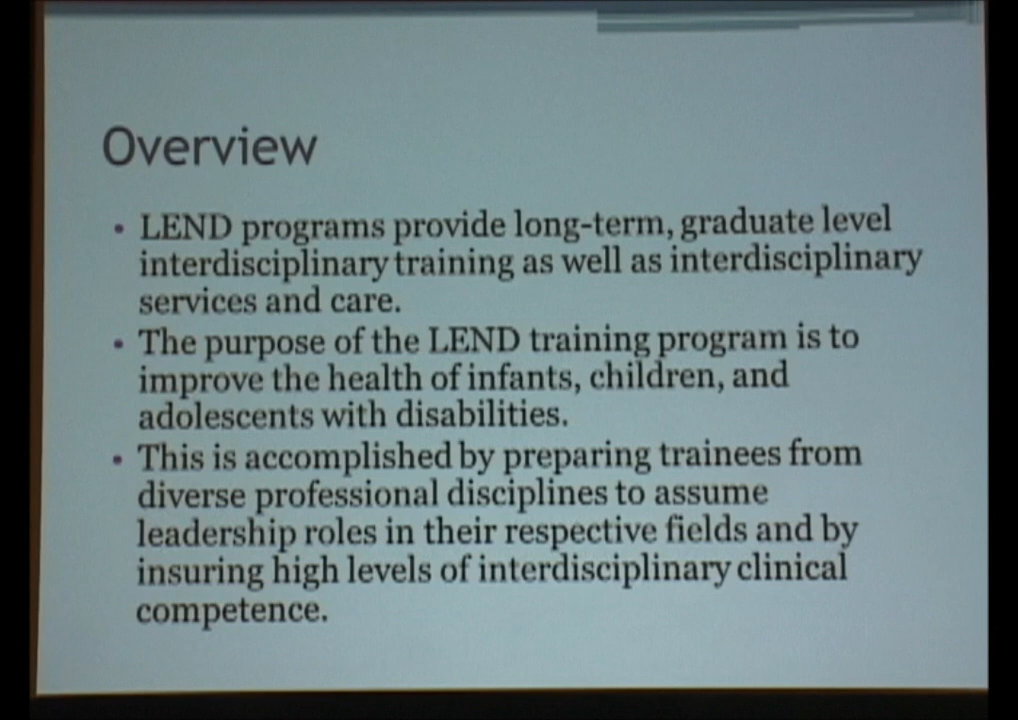 Overview
• LEND programs provide long-term, graduate level
interdisciplinary training as well as interdisciplinary
services and care.
• The purpose of the LEND training program is to
improve the health of infants, children, and
adolescents with disabilities.
• This is accomplished by preparing trainees from
diverse professional disciplines to assume
leadership roles in their respective fields and by
insuring high levels of interdisciplinary clinical
competence.